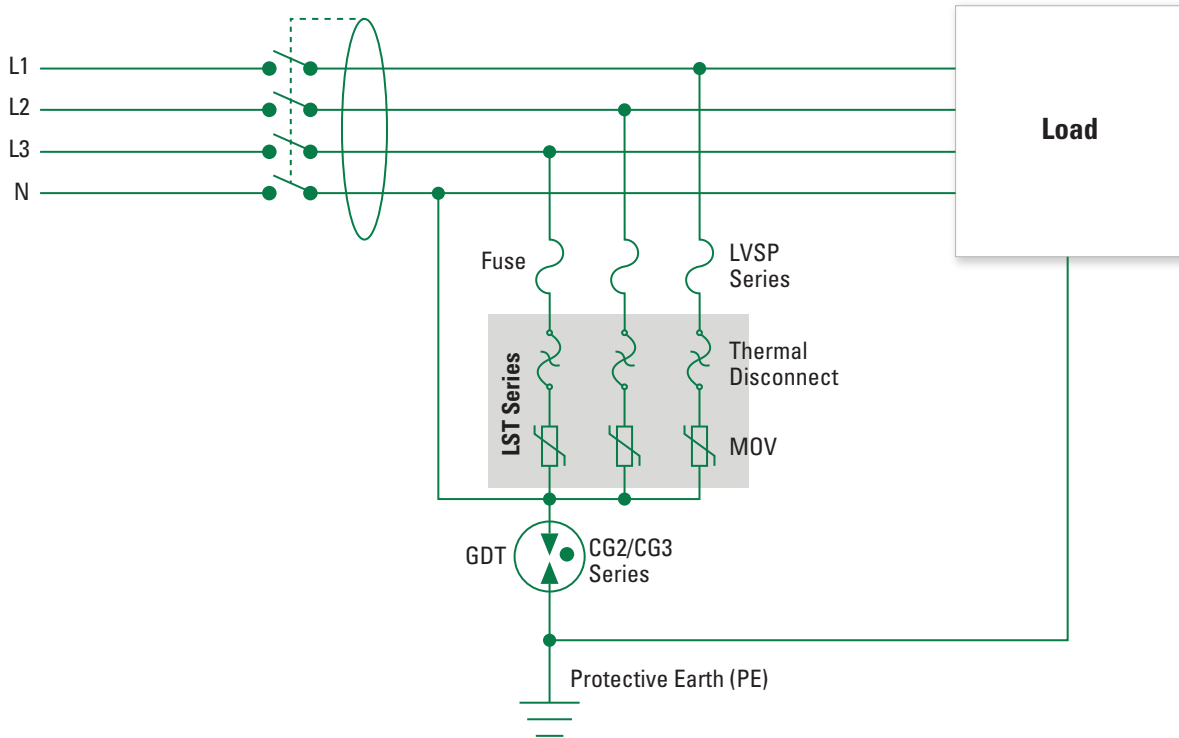 L1
L2
L3
N
Load
Fuse
LVSP
Series
LST Series
Thermal
Disconnect
MOV
GDT
CG2/CG3
Series
Protective Earth (PE)